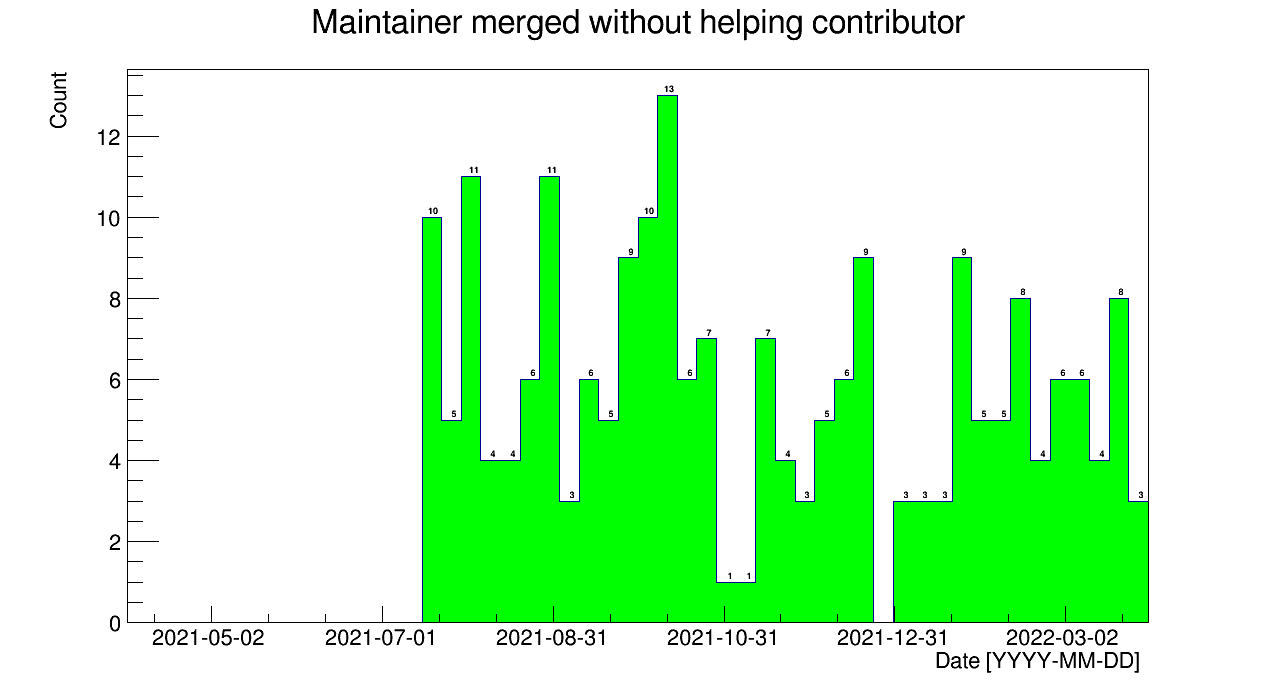 Maintainer merged without helping contributor
Count
12
10
8
6
4
2
0
10 5 11 4 4 6 11 3 6 5 9 10 13 6 7 1 1 7 4 3 5 6 9 3 3 3 9 5 5 8 4 6 6 4 8 3
2021-05-02 2021-07-01 2021-08-31 2021-10-31 2021-12-31 2022-03-02
Date [YYYY-MM-DD]